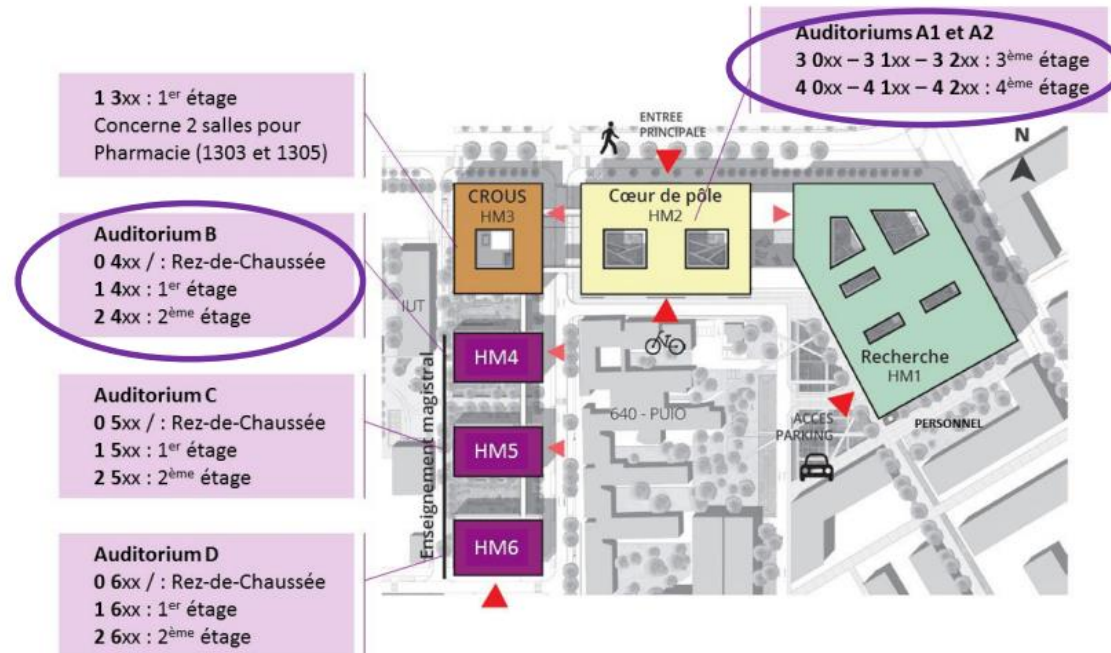 Auditoriums A1 et A2
3 0xx – 3 1xx – 3 2xx : 3ème étage
4 0xx – 4 1xx – 4 2xx : 4ème étage
1 3xx : 1er étage
Concerne 2 salles pour
Pharmacie (1303 et 1305)
ENTREE
PRINCIPALE
N
CROUS
HM3
Cœur de pôle
HM2
Auditorium B
0 4xx / : Rez-de-Chaussée
1 4xx : 1er étage
2 4xx : 2ème étage
IUT
HM4
Recherche
HM1
Auditorium C
0 5xx / : Rez-de-Chaussée
1 5xx : 1er étage
2 5xx : 2ème étage
Enseignement magistral
HM5
640 - PUIO
ACCES
PARKING
PERSONNEL
HM6
Auditorium D
0 6xx / : Rez-de-Chaussée
1 6xx : 1er étage
2 6xx : 2ème étage